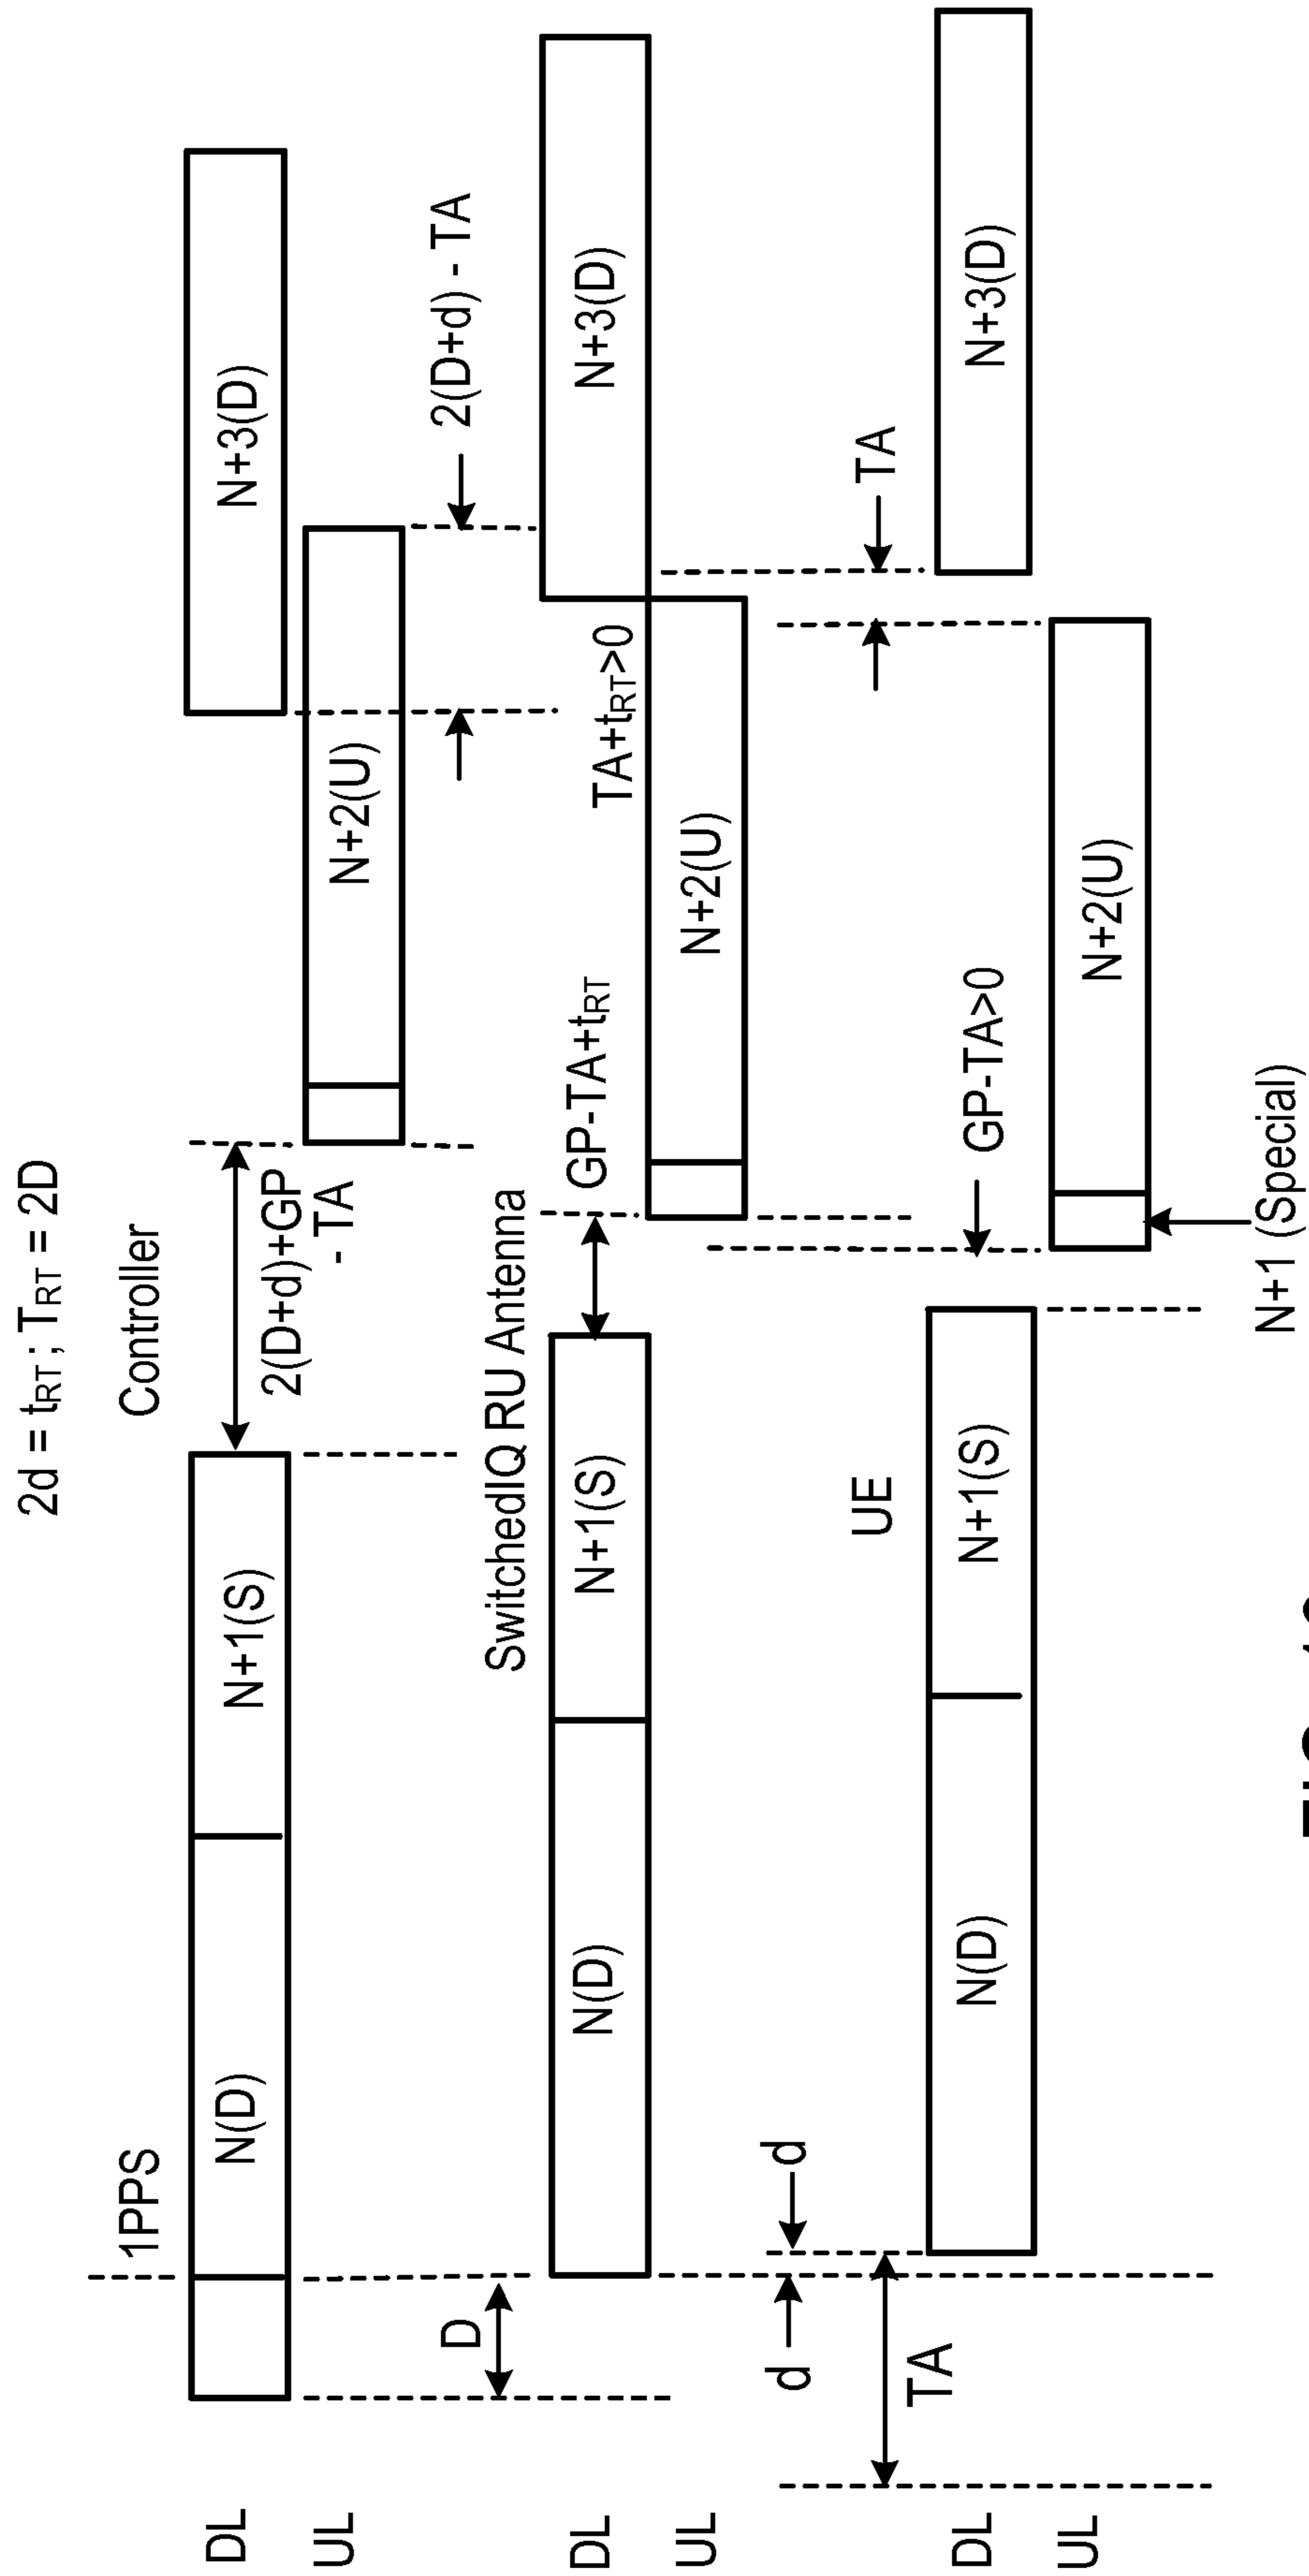 2d = tRT; TRT = 2D
Controller
1PPS
DL
N(D)
N+1(S)
N+3(D)
2(D+d)+GP
- TA
UL
N+2(U)
2(D+d) - TA
D
SwitchedIQ RU Antenna
GP-TA+tRT
TA+tRT>0
DL
N(D)
N+1(S)
N+3(D)
UL
N+2(U)
d
d
TA
UE
TA
DL
N(D)
N+1(S)
GP-TA>0
N+3(D)
UL
N+2(U)
N+1 (Special)